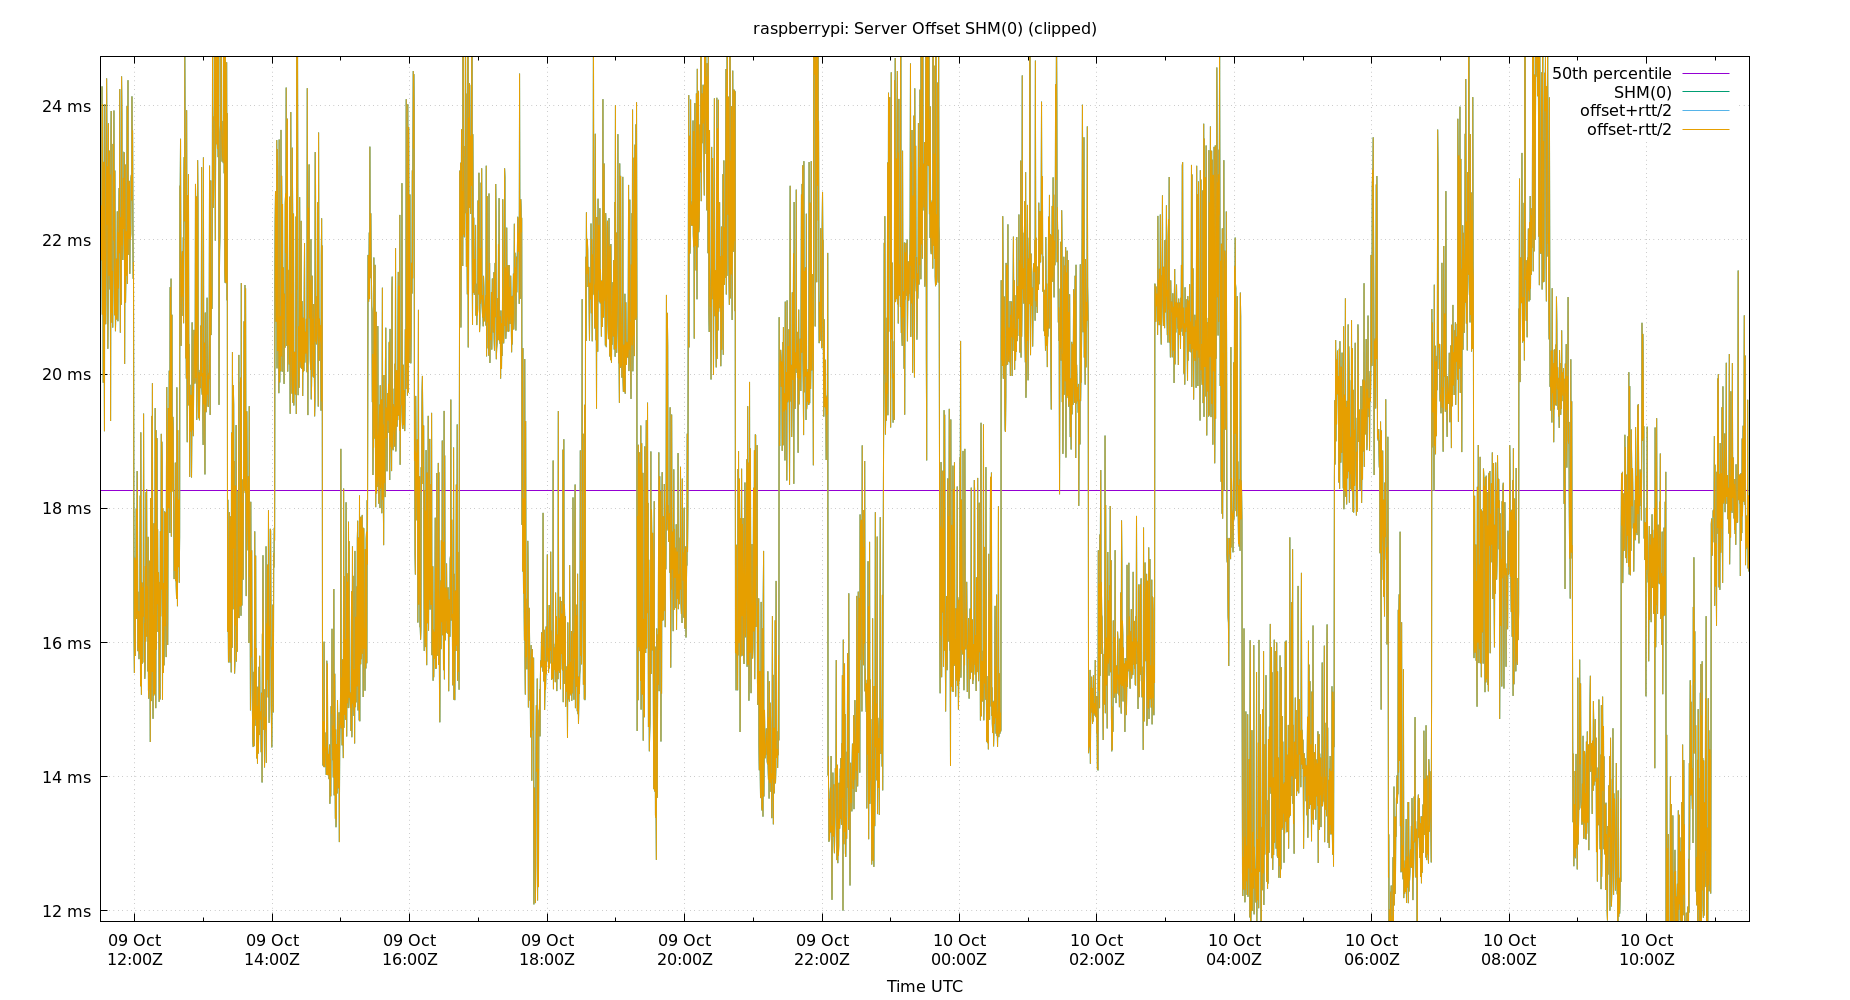 raspberrypi: Server Offset SHM(0) (clipped)
50th percentile
SHM(0)
offset+rtt/2
offset-rtt/2
24 ms
22 ms
20 ms
18 ms
16 ms
14 ms
12 ms
09 Oct 09 Oct 09 Oct 09 Oct 09 Oct 09 Oct 10 Oct 10 Oct 10 Oct 10 Oct 10 Oct 10 Oct
12:00Z 14:00Z 16:00Z 18:00Z 20:00Z 22:00Z 00:00Z 02:00Z 04:00Z 06:00Z 08:00Z 10:00Z
Time UTC